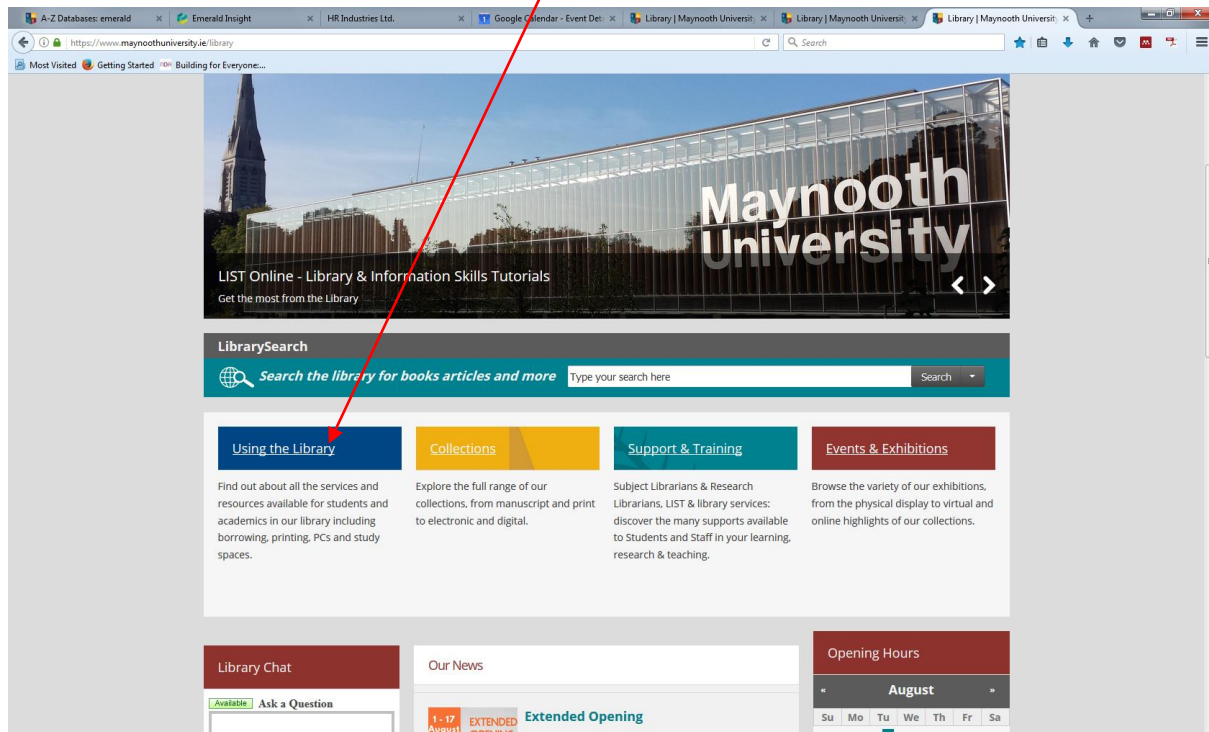 A-Z Databases: emerald
Emerald Insight
HR Industries Ltd.
Google Calendar - Event Det
Library | Maynooth Universit
Library | Maynooth Universit
Library | Maynooth Universit
https://www.maynoothuniversity.ie/library
Search
Most Visited
Getting Started
Building for Everyone:...
Maynooth
University
LIST Online - Library & Information Skills Tutorials
Get the most from the Library
LibrarySearch
Search the library for books articles and more
Type your search here
Search
Using the Library
Find out about all the services and
resources available for students and
academics in our library including
borrowing, printing, PCs and study
spaces.
Collections
Explore the full range of our
collections, from manuscript and print
to electronic and digital.
Support & Training
Subject Librarians & Research
Librarians, LIST & library services:
discover the many supports available
to Students and Staff in your learning,
research & teaching.
Events & Exhibitions
Browse the variety of our exhibitions,
from the physical display to virtual and
online highlights of our collections.
Library Chat
Available Ask a Question
Our News
1 - 17
August
EXTENDED
OPENING
Extended Opening
Opening Hours
« August »
Su Mo Tu We Th Fr Sa